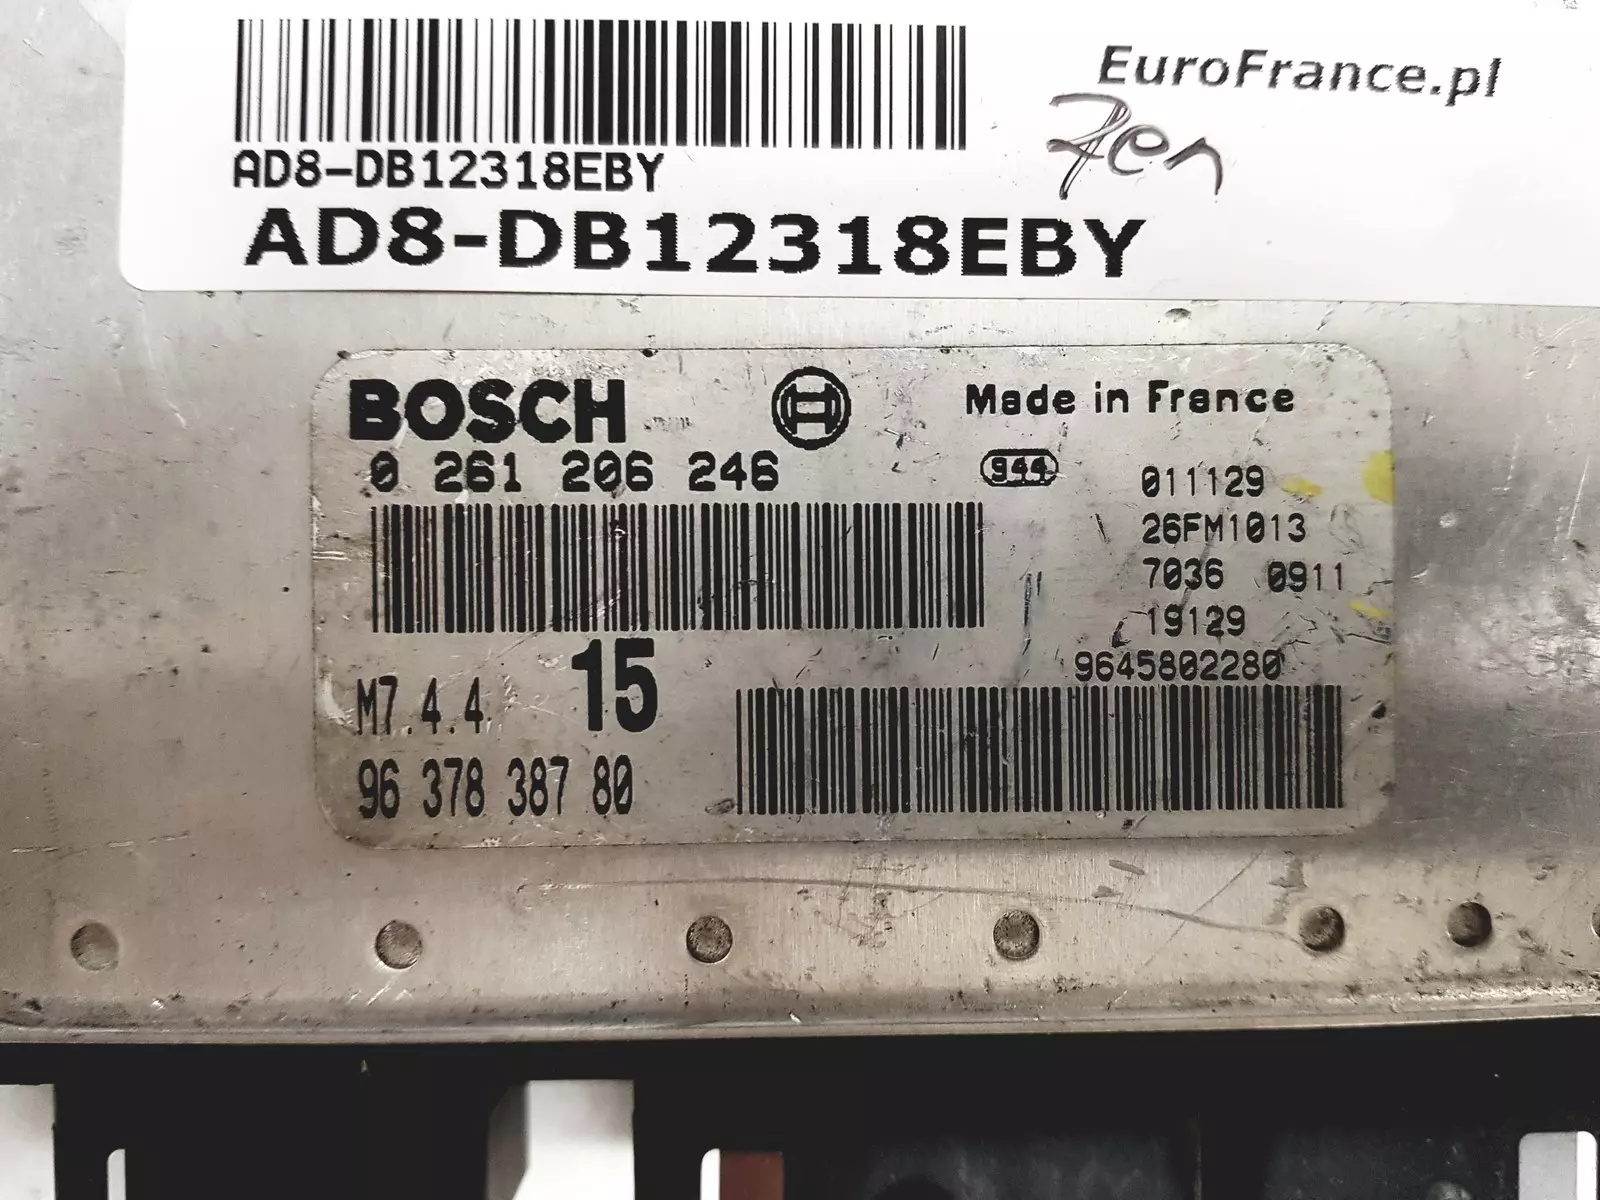 EuroFrance.pl
AD8-DB12318EBY
AD8-DB12318EBY
BOSCH
Made in France
0 261 206 246
944
011129
26FM1013
7036 0911
19129
9645802280
M7.4.4
15
96 378 387 80